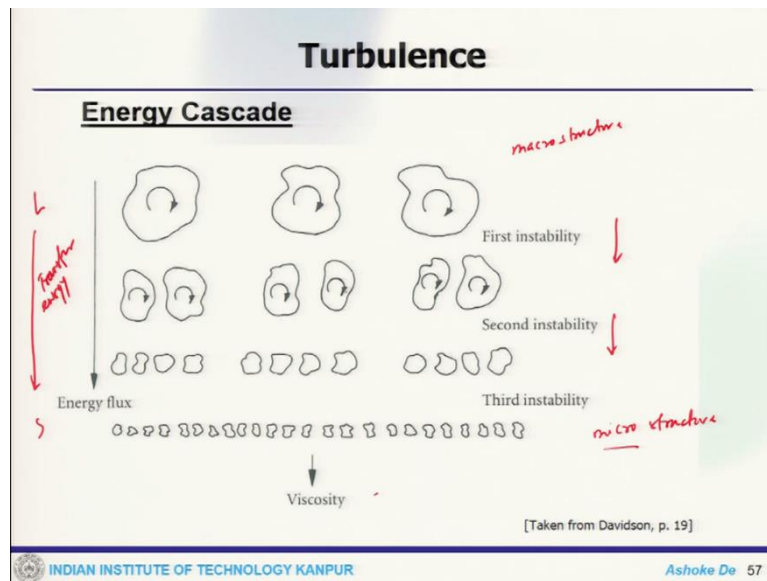 Turbulence
Energy Cascade
macrostructure
L
First instability
Transfer
energy
Second instability
Energy flux
Third instability
S
micro structure
Viscosity
[Taken from Davidson, p. 19]
INDIAN INSTITUTE OF TECHNOLOGY KANPUR
Ashoke De 57